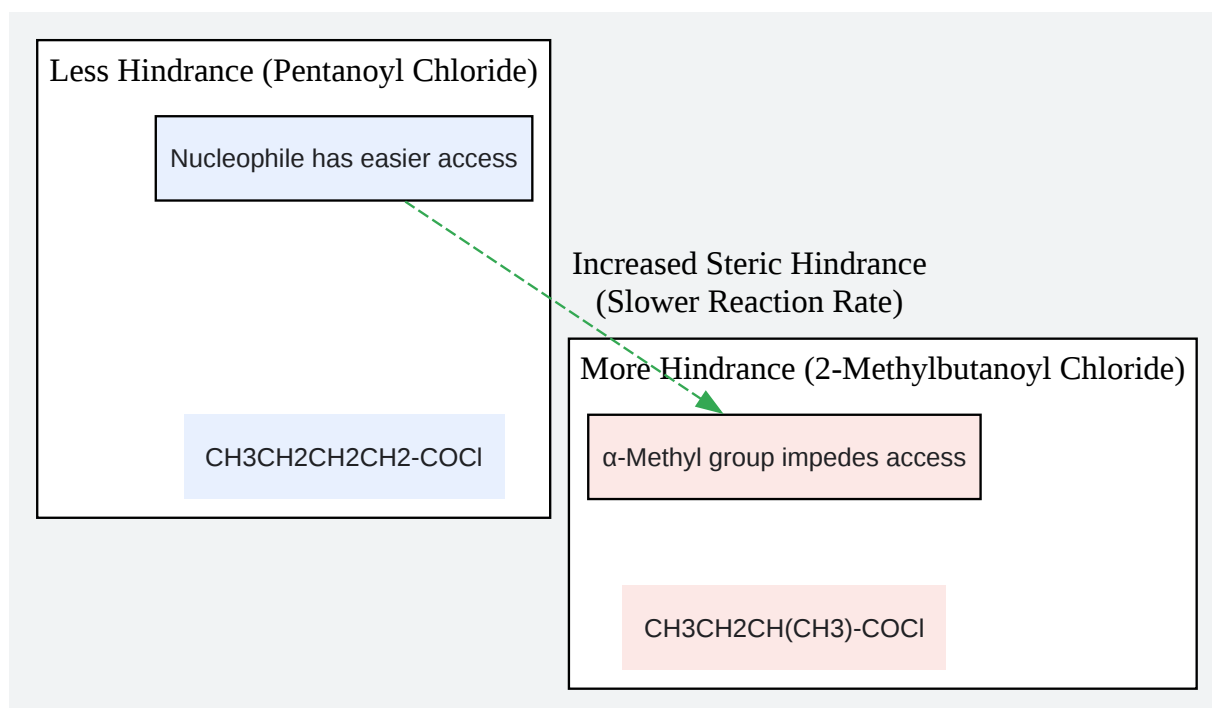 Less Hindrance (Pentanoyl Chloride)
Nucleophile has easier access
CH3CH2CH2CH2-COCl
Increased Steric Hindrance
(Slower Reaction Rate)
More Hindrance (2-Methylbutanoyl Chloride)
α-Methyl group impedes access
CH3CH2CH(CH3)-COCl